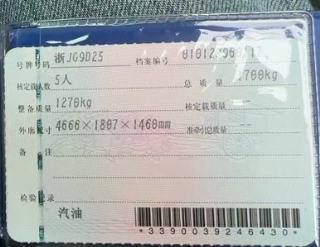 号牌号码 浙JG9D25 档案编号
核定载人数 5人 总质量 1700kg
整备质量 1270kg 核定载质量 --
外廓尺寸 4666×1807×1460mm 准牵引总质量 --
备注
检验记录
汽油
*3390039246430*